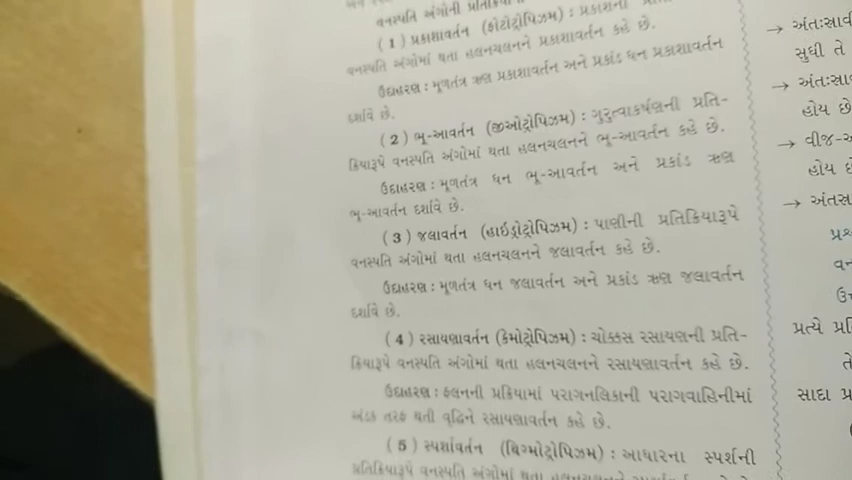 વનસ્પતિ અંગોની
(1) પ્રકાશાવર્તન (ફોટોટ્રોપિઝમ) : પ્રકાશની
વનસ્પતિ અંગોમાં થતા હલનચલનને પ્રકાશાવર્તન કહે છે.
ઉદાહરણ : મૂળતંત્ર ઋણ પ્રકાશાવર્તન અને પ્રકાંડ ધન પ્રકાશાવર્તન
દર્શાવે છે.
(2) ભૂ-આવર્તન (જીઓટ્રોપિઝમ) : ગુરુત્વાકર્ષણની પ્રતિ-
ક્રિયારૂપે વનસ્પતિ અંગોમાં થતા હલનચલનને ભૂ-આવર્તન કહે છે.
ઉદાહરણ : મૂળતંત્ર ધન ભૂ-આવર્તન અને પ્રકાંડ ઋણ
ભૂ-આવર્તન દર્શાવે છે.
(3) જલાવર્તન (હાઇડ્રોટ્રોપિઝમ) : પાણીની પ્રતિક્રિયારૂપે
વનસ્પતિ અંગોમાં થતા હલનચલનને જલાવર્તન કહે છે.
ઉદાહરણ : મૂળતંત્ર ધન જલાવર્તન અને પ્રકાંડ ઋણ જલાવર્તન
દર્શાવે છે.
(4) રસાયણાવર્તન (કેમોટ્રોપિઝમ) : ચોક્કસ રસાયણની પ્રતિ-
ક્રિયારૂપે વનસ્પતિ અંગોમાં થતા હલનચલનને રસાયણાવર્તન કહે છે.
ઉદાહરણ : ફલનની પ્રક્રિયામાં પરાગનલિકાની પરાગવાહિનીમાં
અંડક તરફ થતી વૃદ્ધિને રસાયણાવર્તન કહે છે.
(5) સ્પર્શાવર્તન (થિગ્મોટ્રોપિઝમ) : આધારના સ્પર્શની
પ્રતિક્રિયારૂપે વનસ્પતિ અંગોમાં થતા હલનચલનને
→ અંતઃસ્રાવી
સુધી તે
→ અંતઃસ્રા
હોય છે
→ વીજ-
હોય છે
→ અંતસ્રા
પ્રશ્ન
પ્રત્યે પ્રતિ
સાદા પ્ર